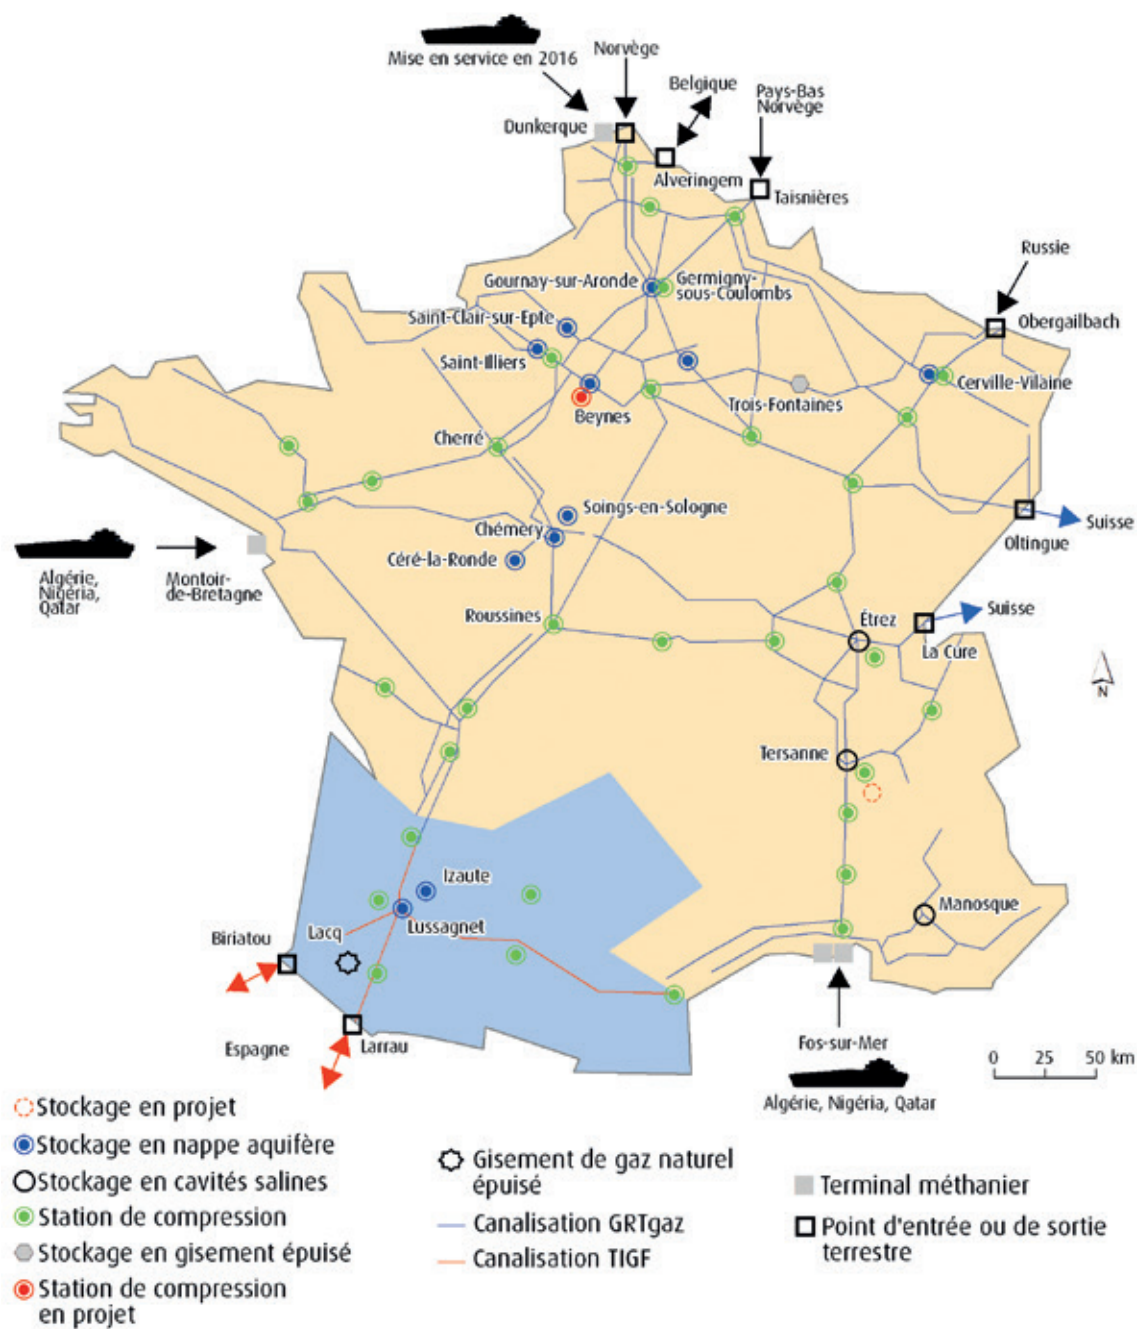 Mise en service en 2016
Norvège
Belgique
Pays-Bas
Norvège
Dunkerque
Alveringem
Taisnières
Russie
Obergailbach
Gournay-sur-Aronde
Germigny-
sous-Coulombs
Saint-Clair-sur-Epte
Saint-Illiers
Beynes
Trois-Fontaines
Cerville-Vilaine
Cherré
Soings-en-Sologne
Chémery
Céré-la-Ronde
Oltingue
Suisse
Algérie,
Nigéria,
Qatar
Montoir-
de-Bretagne
Roussines
Étrez
La Cure
Suisse
N
Tersanne
Izaute
Lussagnet
Lacq
Manosque
Biriatou
Espagne
Larrau
Fos-sur-Mer
Algérie, Nigéria, Qatar
0 25 50 km
Stockage en projet
Stockage en nappe aquifère
Stockage en cavités salines
Station de compression
Stockage en gisement épuisé
Station de compression
en projet
Gisement de gaz naturel
épuisé
Canalisation GRTgaz
Canalisation TIGF
Terminal méthanier
Point d'entrée ou de sortie
terrestre